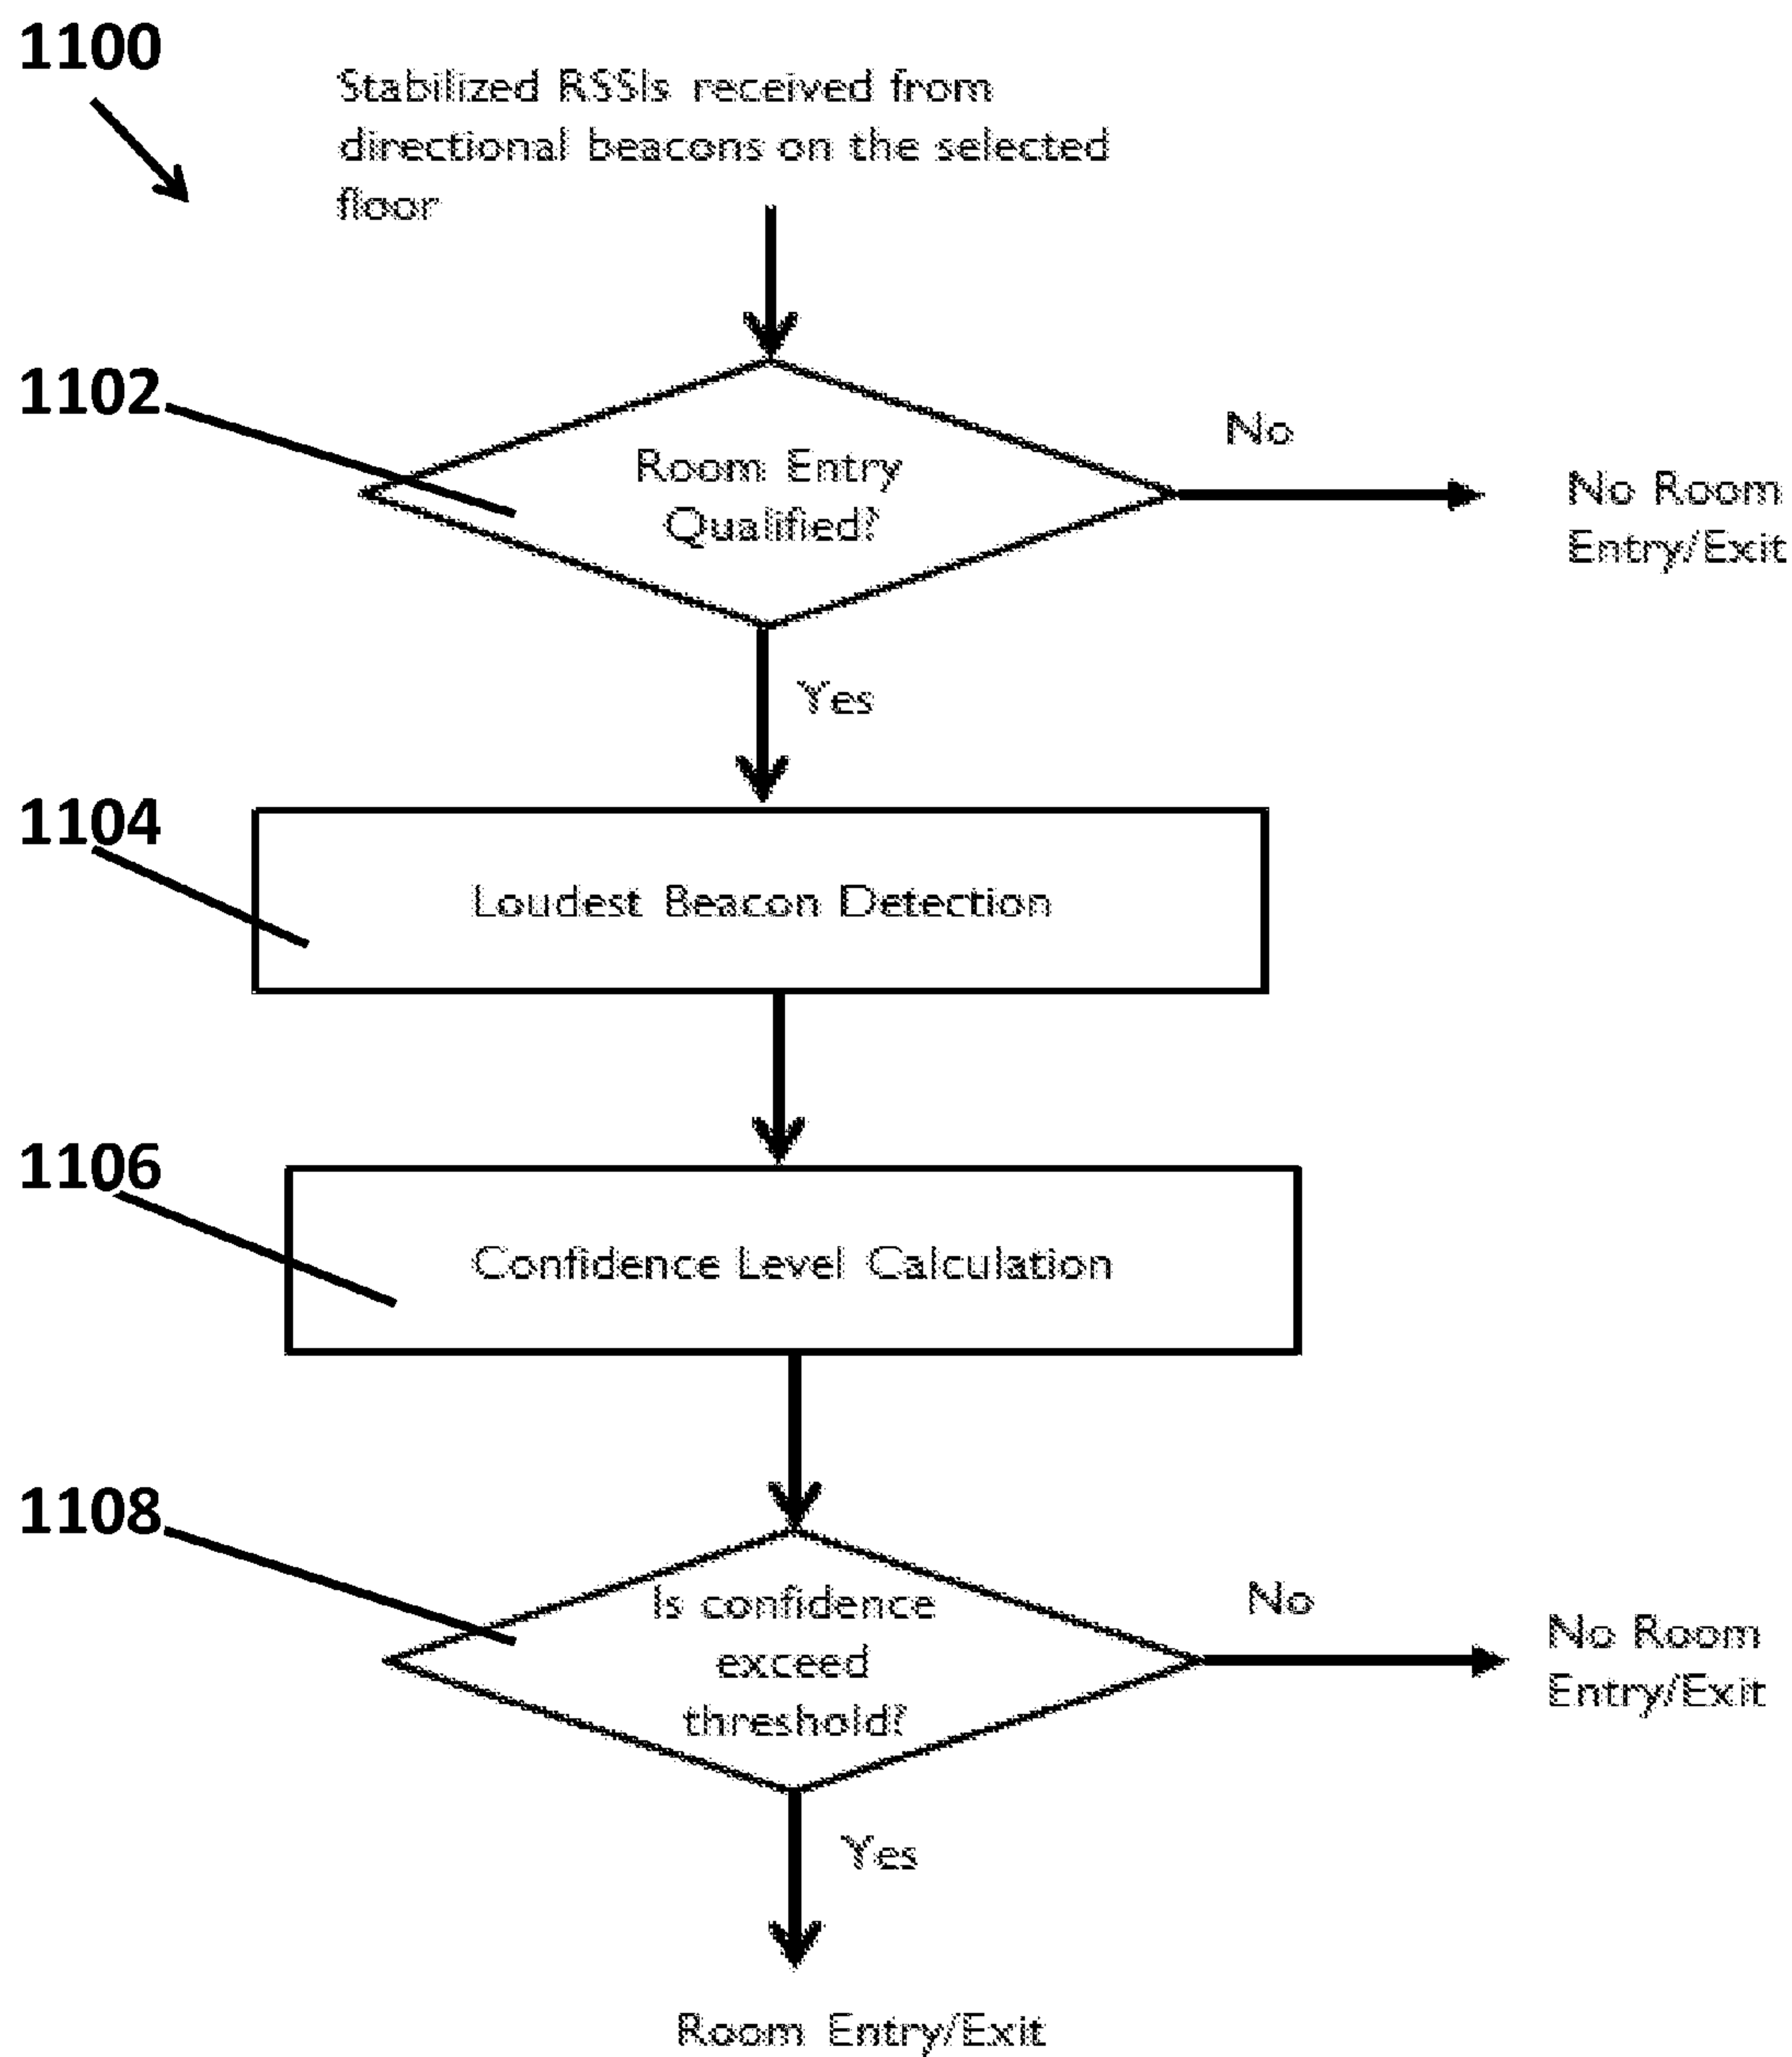 1100
Stabilized RSSIs received from
directional beacons on the selected
floor
1102
Room Entry
Qualified?
No
No Room
Entry/Exit
Yes
1104
Loudest Beacon Detection
1106
Confidence Level Calculation
1108
Is confidence
exceed
threshold?
No
No Room
Entry/Exit
Yes
Room Entry/Exit